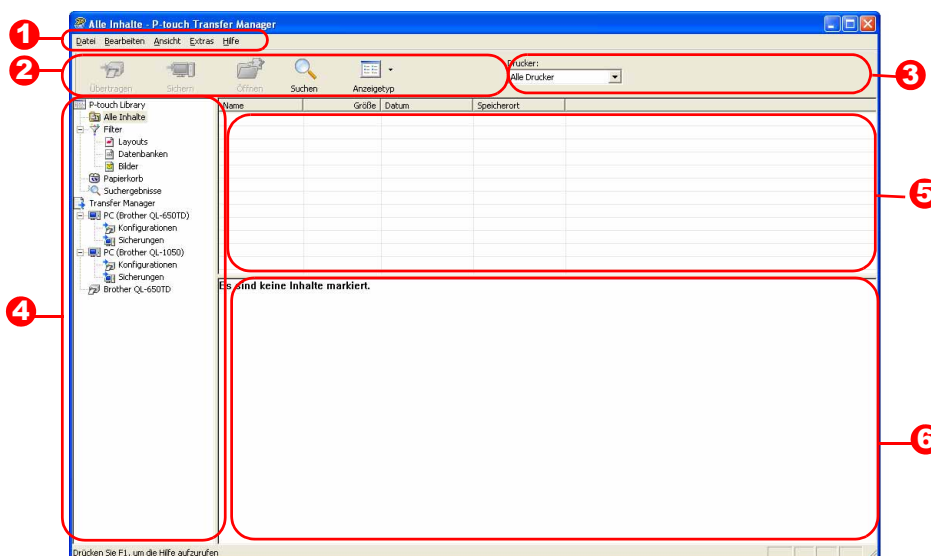 Alle Inhalte - P-touch Transfer Manager
1
Datei Bearbeiten Ansicht Extras Hilfe
2
Übertragen Sichern Öffnen Suchen Anzeigetyp
Drucker:
Alle Drucker
3
P-touch Library
Alle Inhalte
Filter
Layouts
Datenbanken
Bilder
Papierkorb
Suchergebnisse
Transfer Manager
PC (Brother QL-650TD)
Konfigurationen
Sicherungen
PC (Brother QL-1050)
Konfigurationen
Sicherungen
Brother QL-650TD
4
Name Größe Datum Speicherort
5
Es sind keine Inhalte markiert.
6
Drücken Sie F1, um die Hilfe aufzurufen